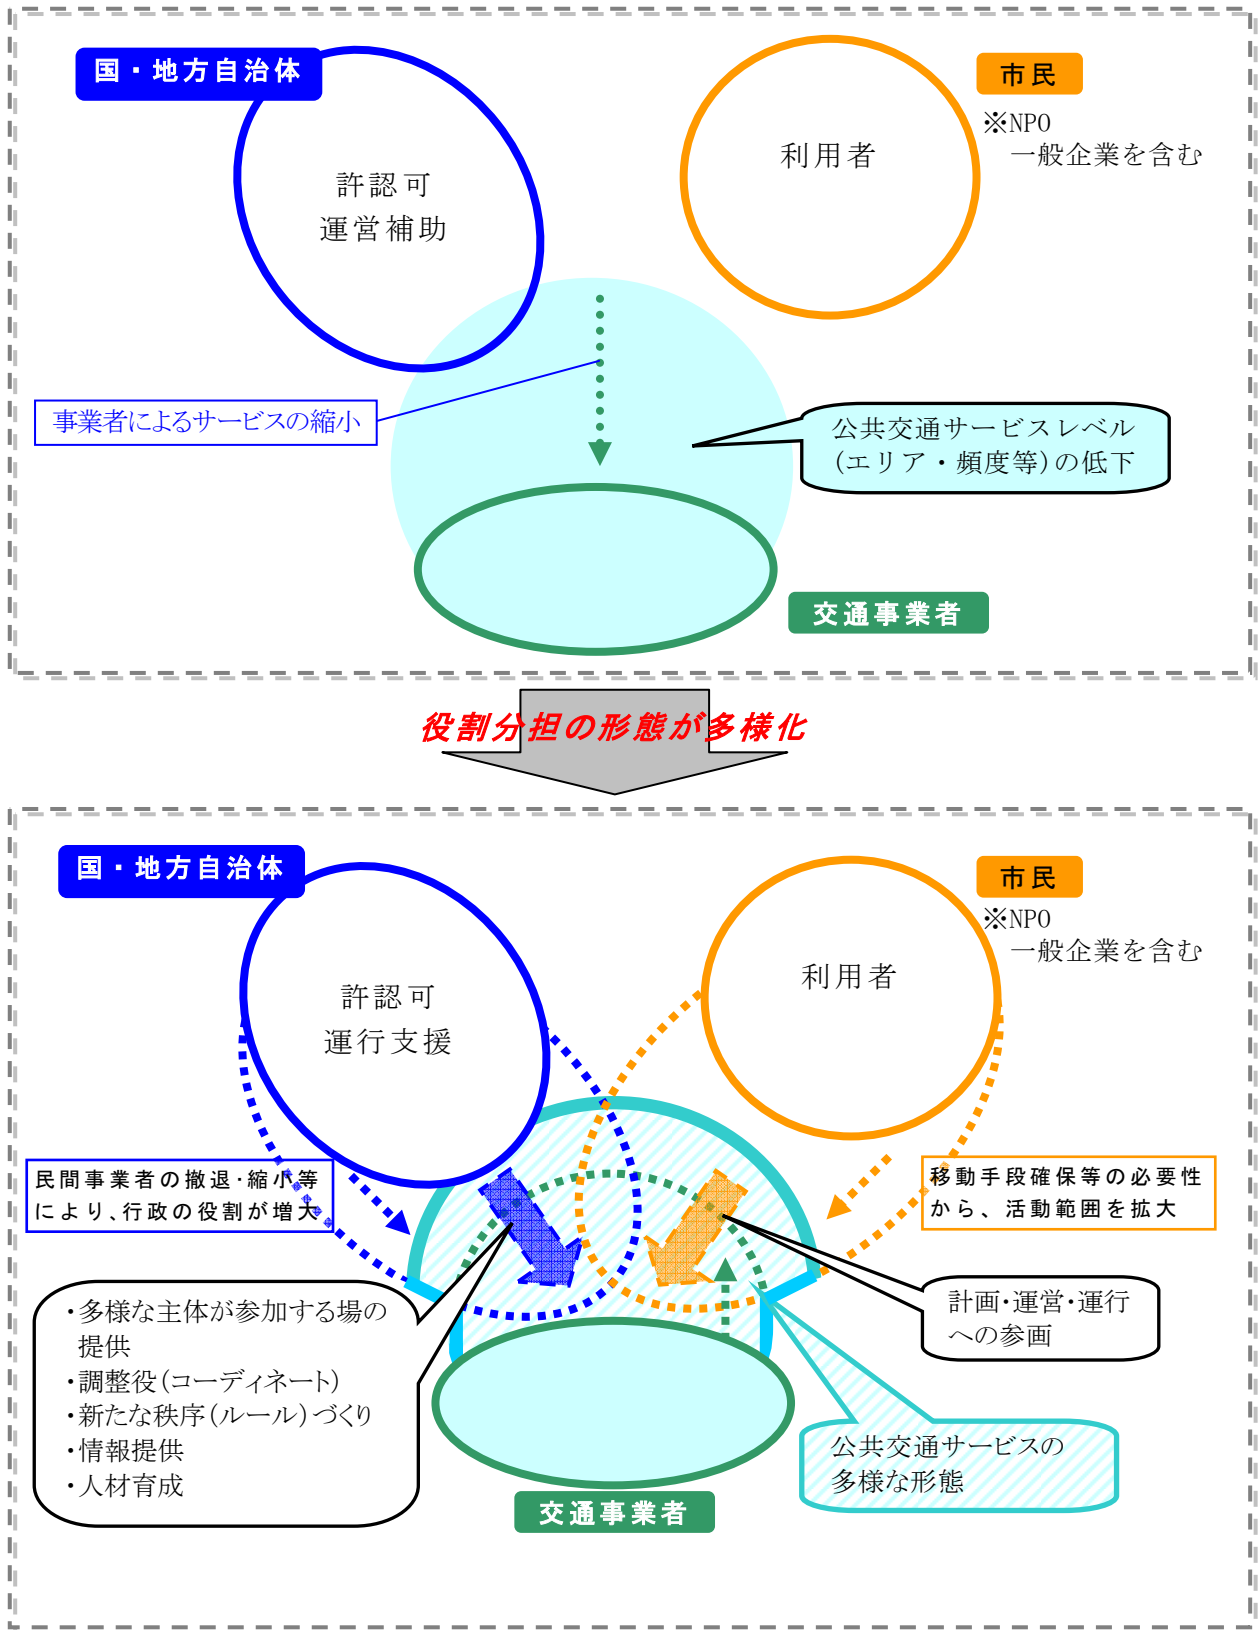 国・地方自治体
市民
※NPO
一般企業を含む
利用者
許認可
運営補助
事業者によるサービスの縮小
公共交通サービスレベル
(エリア・頻度等)の低下
交通事業者
役割分担の形態が多様化
国・地方自治体
市民
※NPO
一般企業を含む
利用者
許認可
運行支援
民間事業者の撤退・縮小等
により、行政の役割が増大
移動手段確保等の必要性
から、活動範囲を拡大
・多様な主体が参加する場の
提供
・調整役(コーディネート)
・新たな秩序(ルール)づくり
・情報提供
・人材育成
計画・運営・運行
への参画
公共交通サービスの
多様な形態
交通事業者